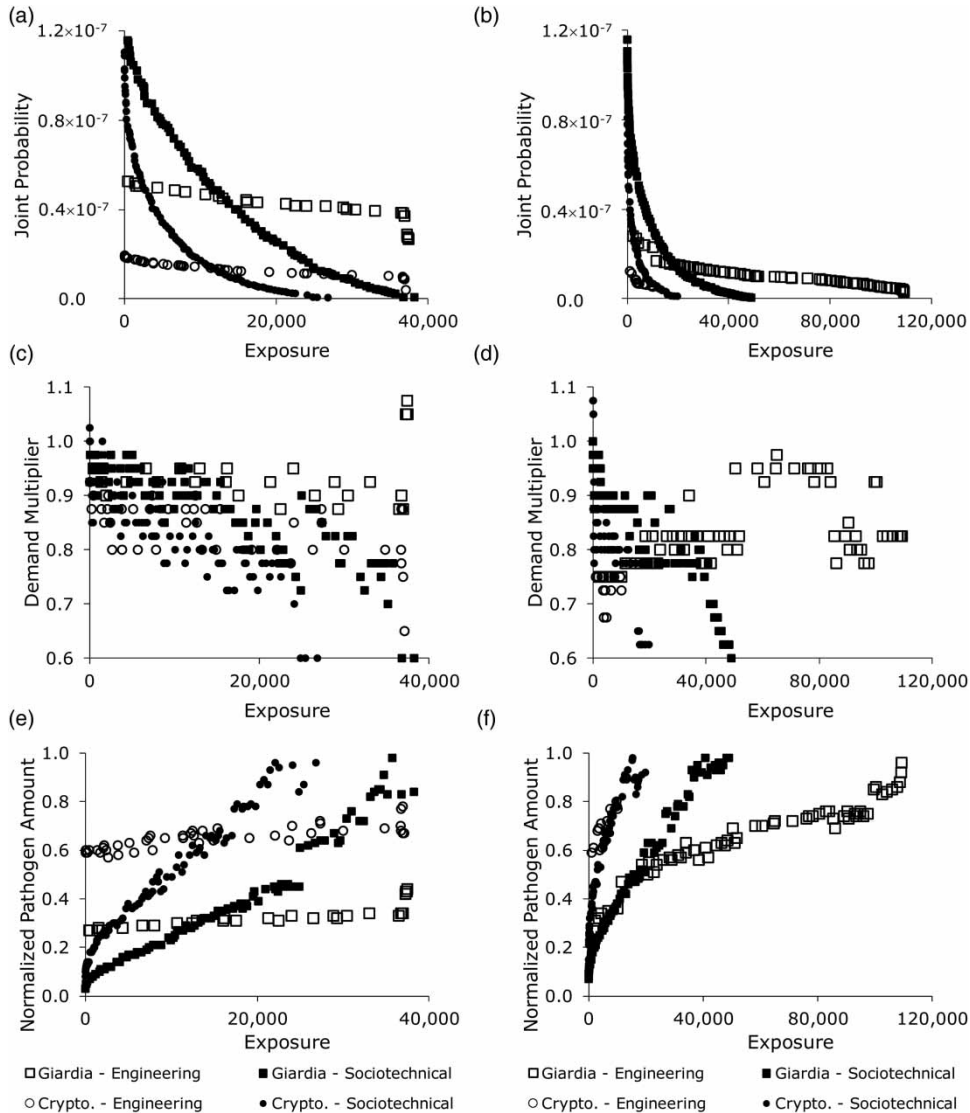 (a)
1.2×10⁻⁷
0.8×10⁻⁷
0.4×10⁻⁷
0.0
Joint Probability
0 20,000 40,000
Exposure
(b)
1.2×10⁻⁷
0.8×10⁻⁷
0.4×10⁻⁷
0.0
Joint Probability
0 40,000 80,000 120,000
Exposure
(c)
1.1
1.0
0.9
0.8
0.7
0.6
Demand Multiplier
0 20,000 40,000
Exposure
(d)
1.1
1.0
0.9
0.8
0.7
0.6
Demand Multiplier
0 40,000 80,000 120,000
Exposure
(e)
1.0
0.8
0.6
0.4
0.2
0.0
Normalized Pathogen Amount
0 20,000 40,000
Exposure
(f)
1.0
0.8
0.6
0.4
0.2
0.0
Normalized Pathogen Amount
0 40,000 80,000 120,000
Exposure
Giardia - Engineering Giardia - Sociotechnical Giardia - Engineering Giardia - Sociotechnical
Crypto. - Engineering Crypto. - Sociotechnical Crypto. - Engineering Crypto. - Sociotechnical